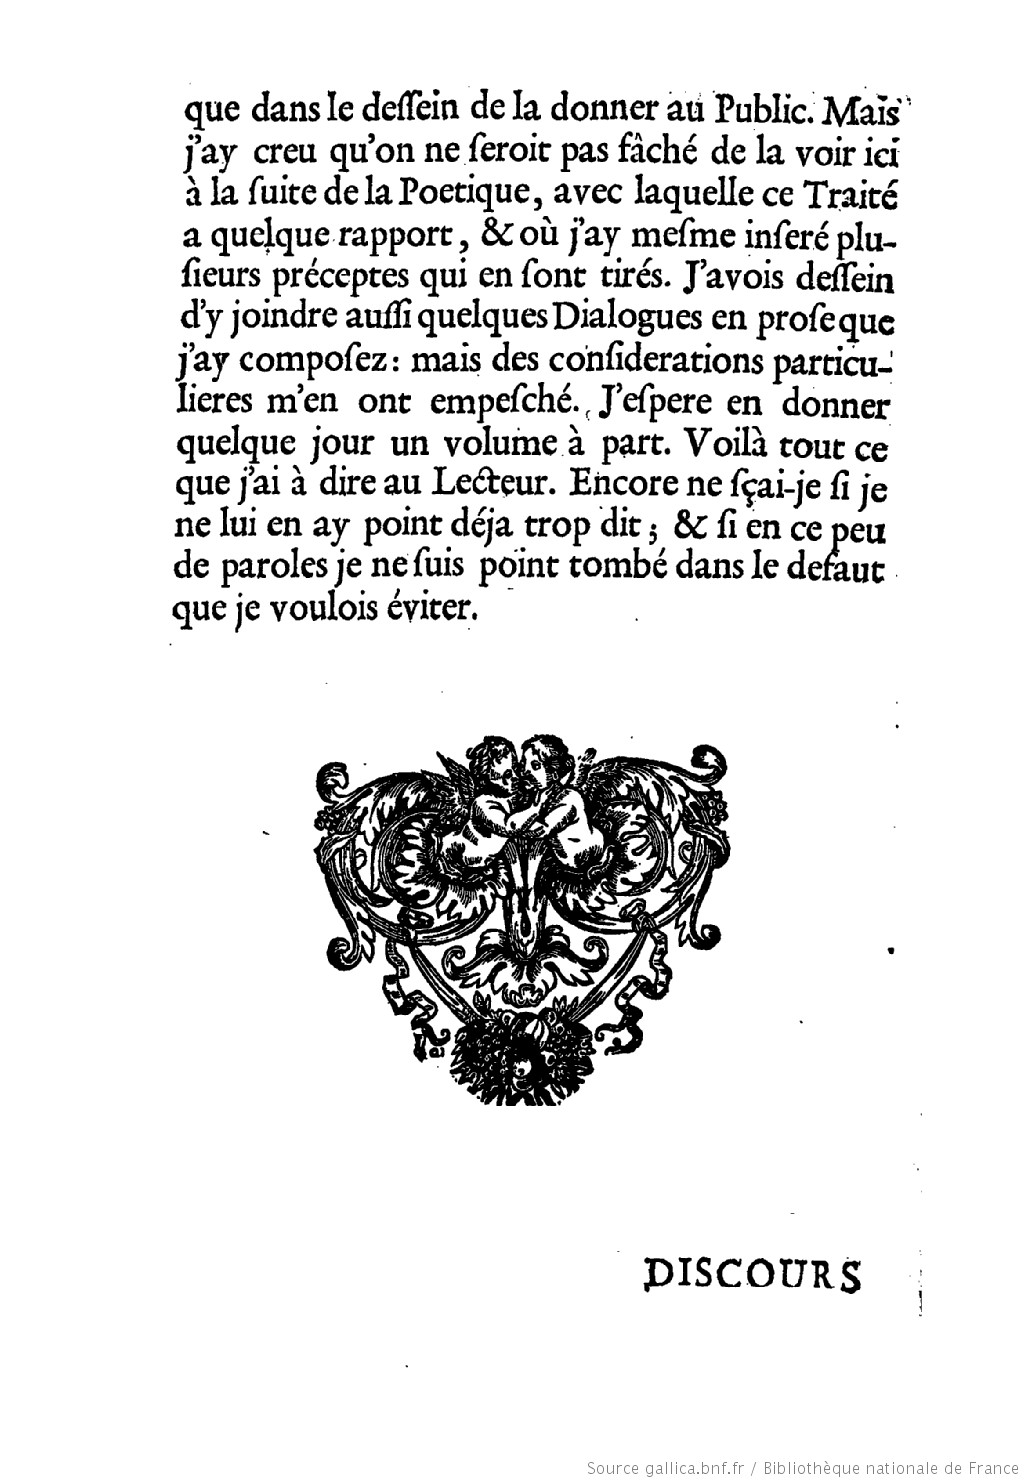 que dans le deſſein de la donner au Public. Mais
j'ay creu qu'on ne ſeroit pas fâché de la voir ici
à la ſuite de la Poetique, avec laquelle ce Traité
a quelque rapport, & où j'ay meſme inſeré plu-
ſieurs préceptes qui en ſont tirés. J'avois deſſein
d'y joindre auſſi quelques Dialogues en proſe que
j'ay compoſez: mais des conſiderations particu-
lieres m'en ont empeſché. J'eſpere en donner
quelque jour un volume à part. Voilà tout ce
que j'ai à dire au Lecteur. Encore ne ſçai-je ſi je
ne lui en ay point déja trop dit; & ſi en ce peu
de paroles je ne ſuis point tombé dans le defaut
que je voulois éviter.
DISCOURS
Source gallica.bnf.fr / Bibliothèque nationale de France